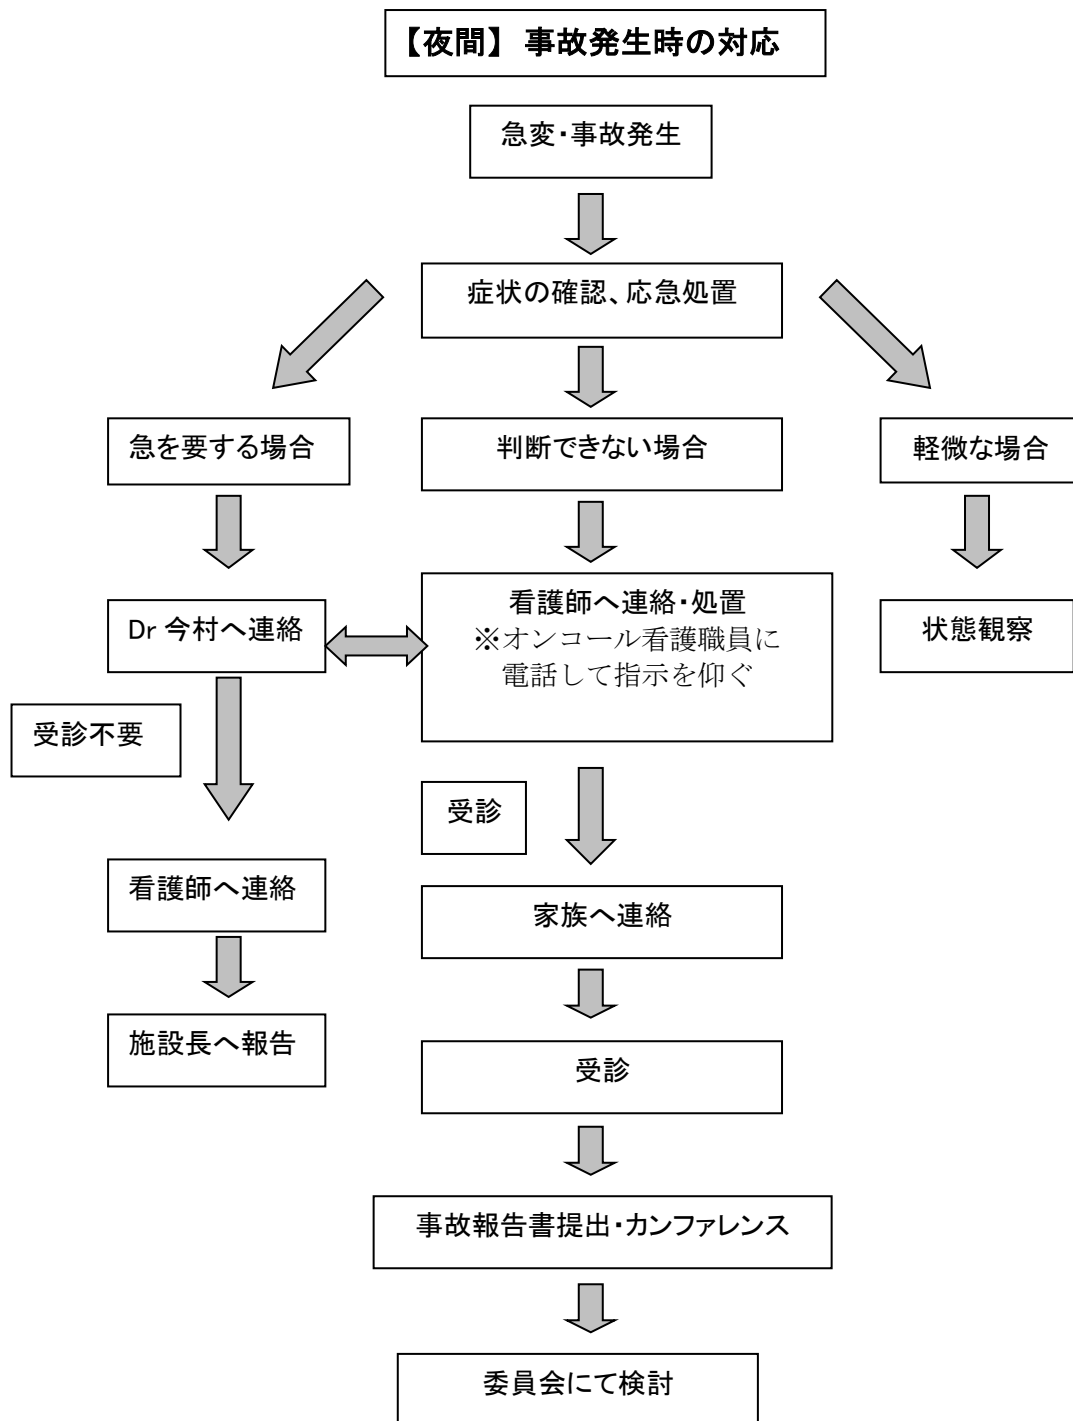 【夜間】 事故発生時の対応
急変・事故発生
症状の確認、応急処置
急を要する場合
判断できない場合
軽微な場合
Dr 今村へ連絡
看護師へ連絡・処置
※オンコール看護職員に
電話して指示を仰ぐ
状態観察
受診不要
受診
看護師へ連絡
家族へ連絡
施設長へ報告
受診
事故報告書提出・カンファレンス
委員会にて検討